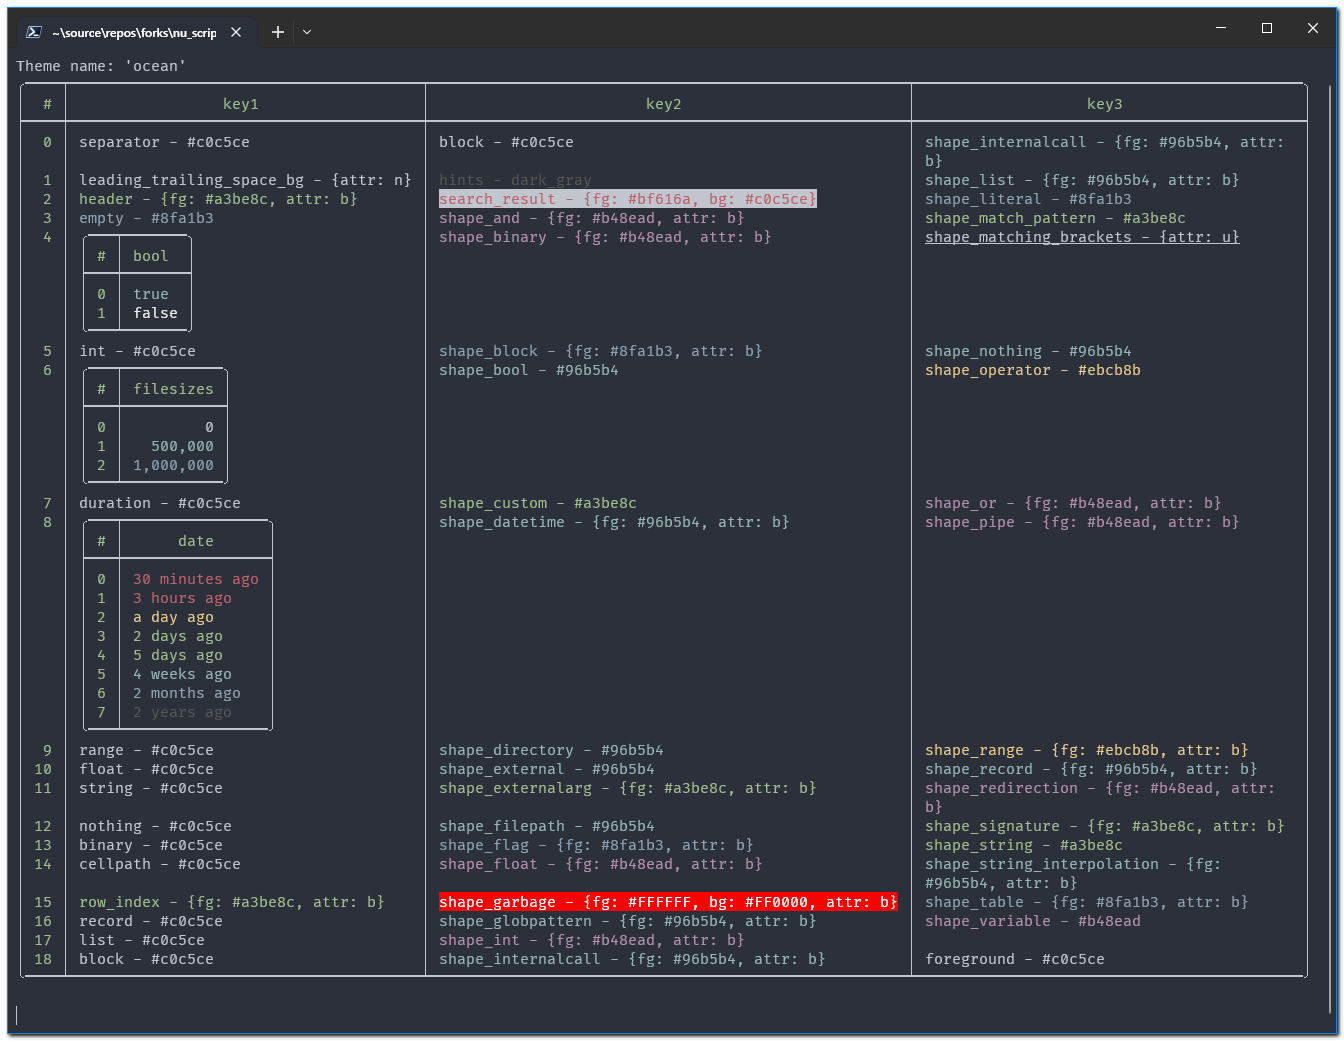 ~\source\repos\forks\nu_scrip
Theme name: 'ocean'
# key1 key2 key3
0 separator - #c0c5ce block - #c0c5ce shape_internalcall - {fg: #96b5b4, attr:
b}
1 leading_trailing_space_bg - {attr: n} hints - dark_gray shape_list - {fg: #96b5b4, attr: b}
2 header - {fg: #a3be8c, attr: b} search_result - {fg: #bf616a, bg: #c0c5ce} shape_literal - #8fa1b3
3 empty - #8fa1b3 shape_and - {fg: #b48ead, attr: b} shape_match_pattern - #a3be8c
4 shape_binary - {fg: #b48ead, attr: b} shape_matching_brackets - {attr: u}
# bool
0 true
1 false
5 int - #c0c5ce shape_block - {fg: #8fa1b3, attr: b} shape_nothing - #96b5b4
6 shape_bool - #96b5b4 shape_operator - #ebcb8b
# filesizes
0 0
1 500,000
2 1,000,000
7 duration - #c0c5ce shape_custom - #a3be8c shape_or - {fg: #b48ead, attr: b}
8 shape_datetime - {fg: #96b5b4, attr: b} shape_pipe - {fg: #b48ead, attr: b}
# date
0 30 minutes ago
1 3 hours ago
2 a day ago
3 2 days ago
4 5 days ago
5 4 weeks ago
6 2 months ago
7 2 years ago
9 range - #c0c5ce shape_directory - #96b5b4 shape_range - {fg: #ebcb8b, attr: b}
10 float - #c0c5ce shape_external - #96b5b4 shape_record - {fg: #96b5b4, attr: b}
11 string - #c0c5ce shape_externalarg - {fg: #a3be8c, attr: b} shape_redirection - {fg: #b48ead, attr:
b}
12 nothing - #c0c5ce shape_filepath - #96b5b4 shape_signature - {fg: #a3be8c, attr: b}
13 binary - #c0c5ce shape_flag - {fg: #8fa1b3, attr: b} shape_string - #a3be8c
14 cellpath - #c0c5ce shape_float - {fg: #b48ead, attr: b} shape_string_interpolation - {fg:
#96b5b4, attr: b}
15 row_index - {fg: #a3be8c, attr: b} shape_garbage - {fg: #FFFFFF, bg: #FF0000, attr: b} shape_table - {fg: #8fa1b3, attr: b}
16 record - #c0c5ce shape_globpattern - {fg: #96b5b4, attr: b} shape_variable - #b48ead
17 list - #c0c5ce shape_int - {fg: #b48ead, attr: b}
18 block - #c0c5ce shape_internalcall - {fg: #96b5b4, attr: b} foreground - #c0c5ce